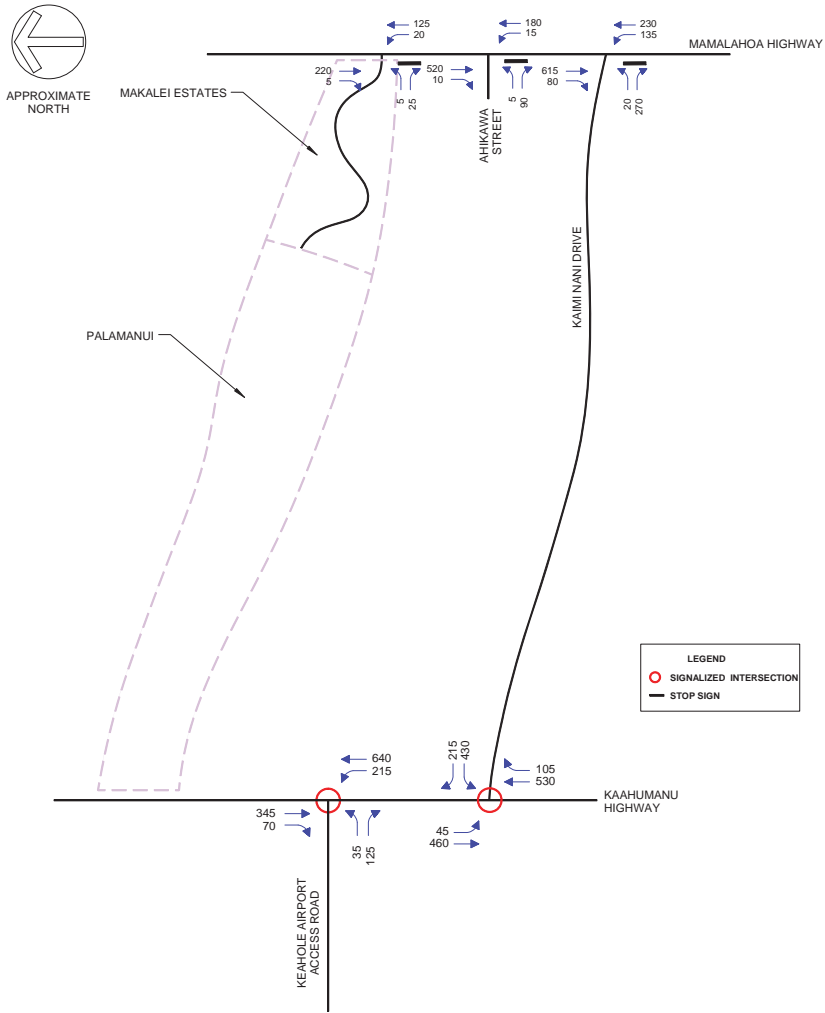 125
20
180
15
230
135
MAMALAHOA HIGHWAY
APPROXIMATE
NORTH
MAKALEI ESTATES
220
5
5
25
520
10
5
90
615
80
20
270
AHIKAWA
STREET
KAIMI NANI DRIVE
PALAMANUI
LEGEND
SIGNALIZED INTERSECTION
STOP SIGN
640
215
215
430
105
530
KAAHUMANU
HIGHWAY
345
70
35
125
45
460
KEAHOLE AIRPORT
ACCESS ROAD